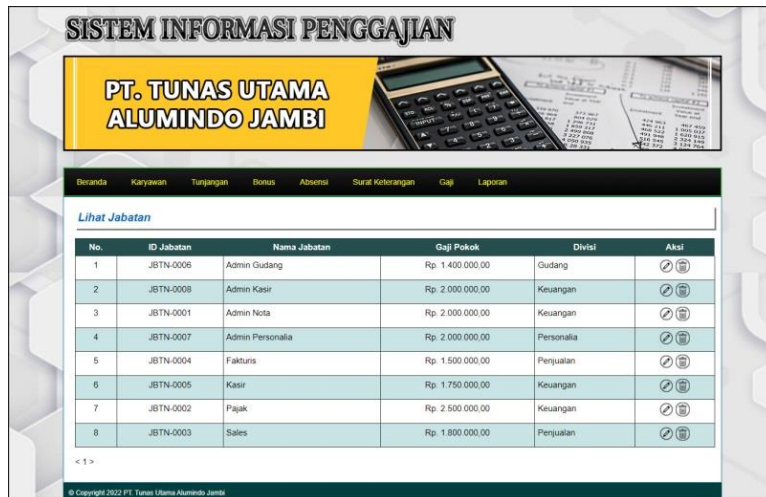 SISTEM INFORMASI PENGGAJIAN
PT. TUNAS UTAMA
ALUMINDO JAMBI
Beranda Karyawan Tunjangan Bonus Absensi Surat Keterangan Gaji Laporan
Lihat Jabatan
No. ID Jabatan Nama Jabatan Gaji Pokok Divisi Aksi
1 JBTN-0006 Admin Gudang Rp. 1.400.000,00 Gudang
2 JBTN-0008 Admin Kasir Rp. 2.000.000,00 Keuangan
3 JBTN-0001 Admin Nota Rp. 2.000.000,00 Keuangan
4 JBTN-0007 Admin Personalia Rp. 2.000.000,00 Personalia
5 JBTN-0004 Fakturis Rp. 1.500.000,00 Penjualan
6 JBTN-0005 Kasir Rp. 1.750.000,00 Keuangan
7 JBTN-0002 Pajak Rp. 2.500.000,00 Keuangan
8 JBTN-0003 Sales Rp. 1.800.000,00 Penjualan
< 1 >
© Copyright 2022 PT. Tunas Utama Alumindo Jambi